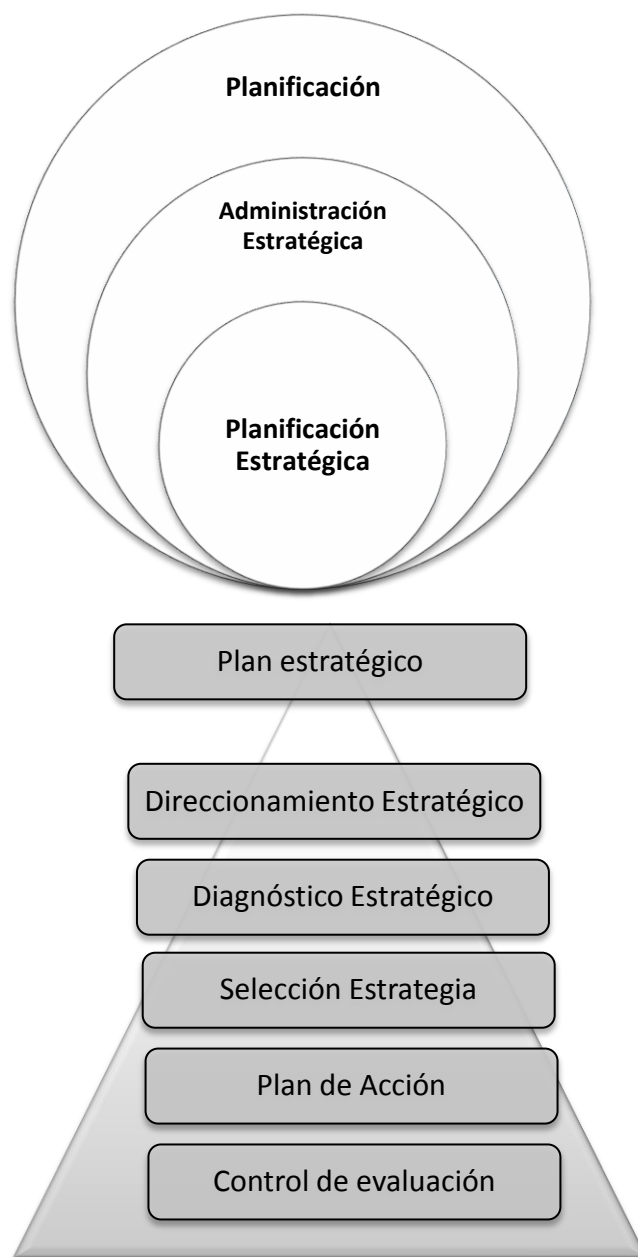 Planificación
Administración
Estratégica
Planificación
Estratégica
Plan estratégico
Direccionamiento Estratégico
Diagnóstico Estratégico
Selección Estrategia
Plan de Acción
Control de evaluación